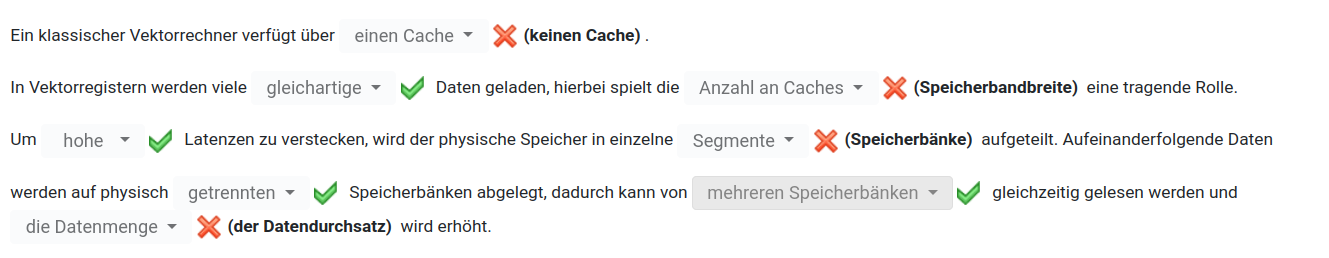 Ein klassischer Vektorrechner verfügt über einen Cache (keinen Cache) .
In Vektorregistern werden viele gleichartige Daten geladen, hierbei spielt die Anzahl an Caches (Speicherbandbreite) eine tragende Rolle.
Um hohe Latenzen zu verstecken, wird der physische Speicher in einzelne Segmente (Speicherbänke) aufgeteilt. Aufeinanderfolgende Daten
werden auf physisch getrennten Speicherbänken abgelegt, dadurch kann von mehreren Speicherbänken gleichzeitig gelesen werden und
die Datenmenge (der Datendurchsatz) wird erhöht.